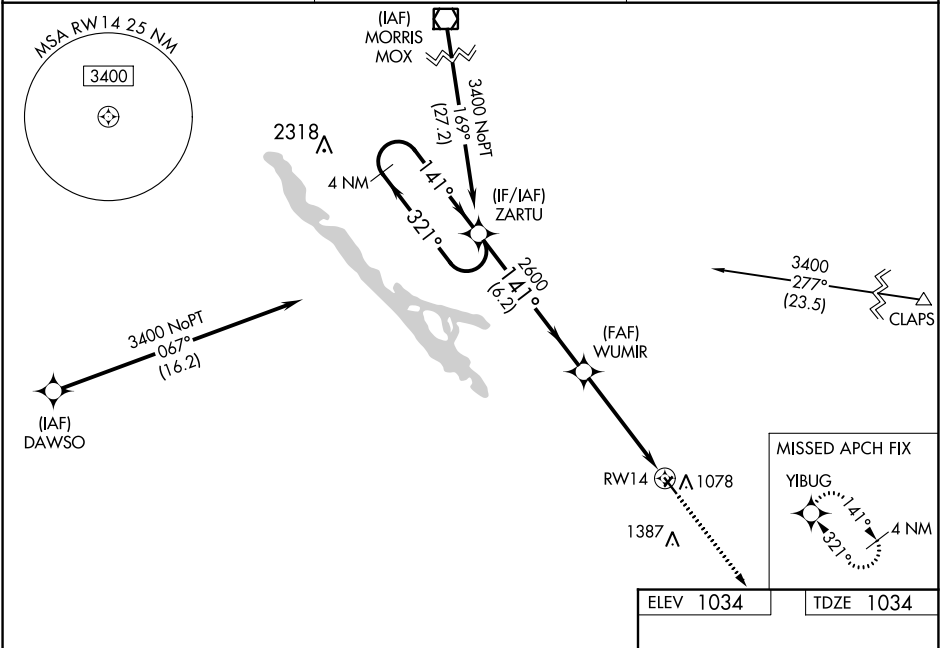 MSA RW14 25 NM
3400
(IAF)
MORRIS
MOX
3400 NoPT
169°
(27.2)
2318
4 NM
141°
321°
(IF/IAF)
ZARTU
2600
141°
(6.2)
3400
277°
(23.5)
CLAPS
3400 NoPT
067°
(16.2)
(IAF)
DAWSO
(FAF)
WUMIR
RW14
1078
1387
MISSED APCH FIX
YIBUG
141°
321°
4 NM
ELEV 1034
TDZE 1034